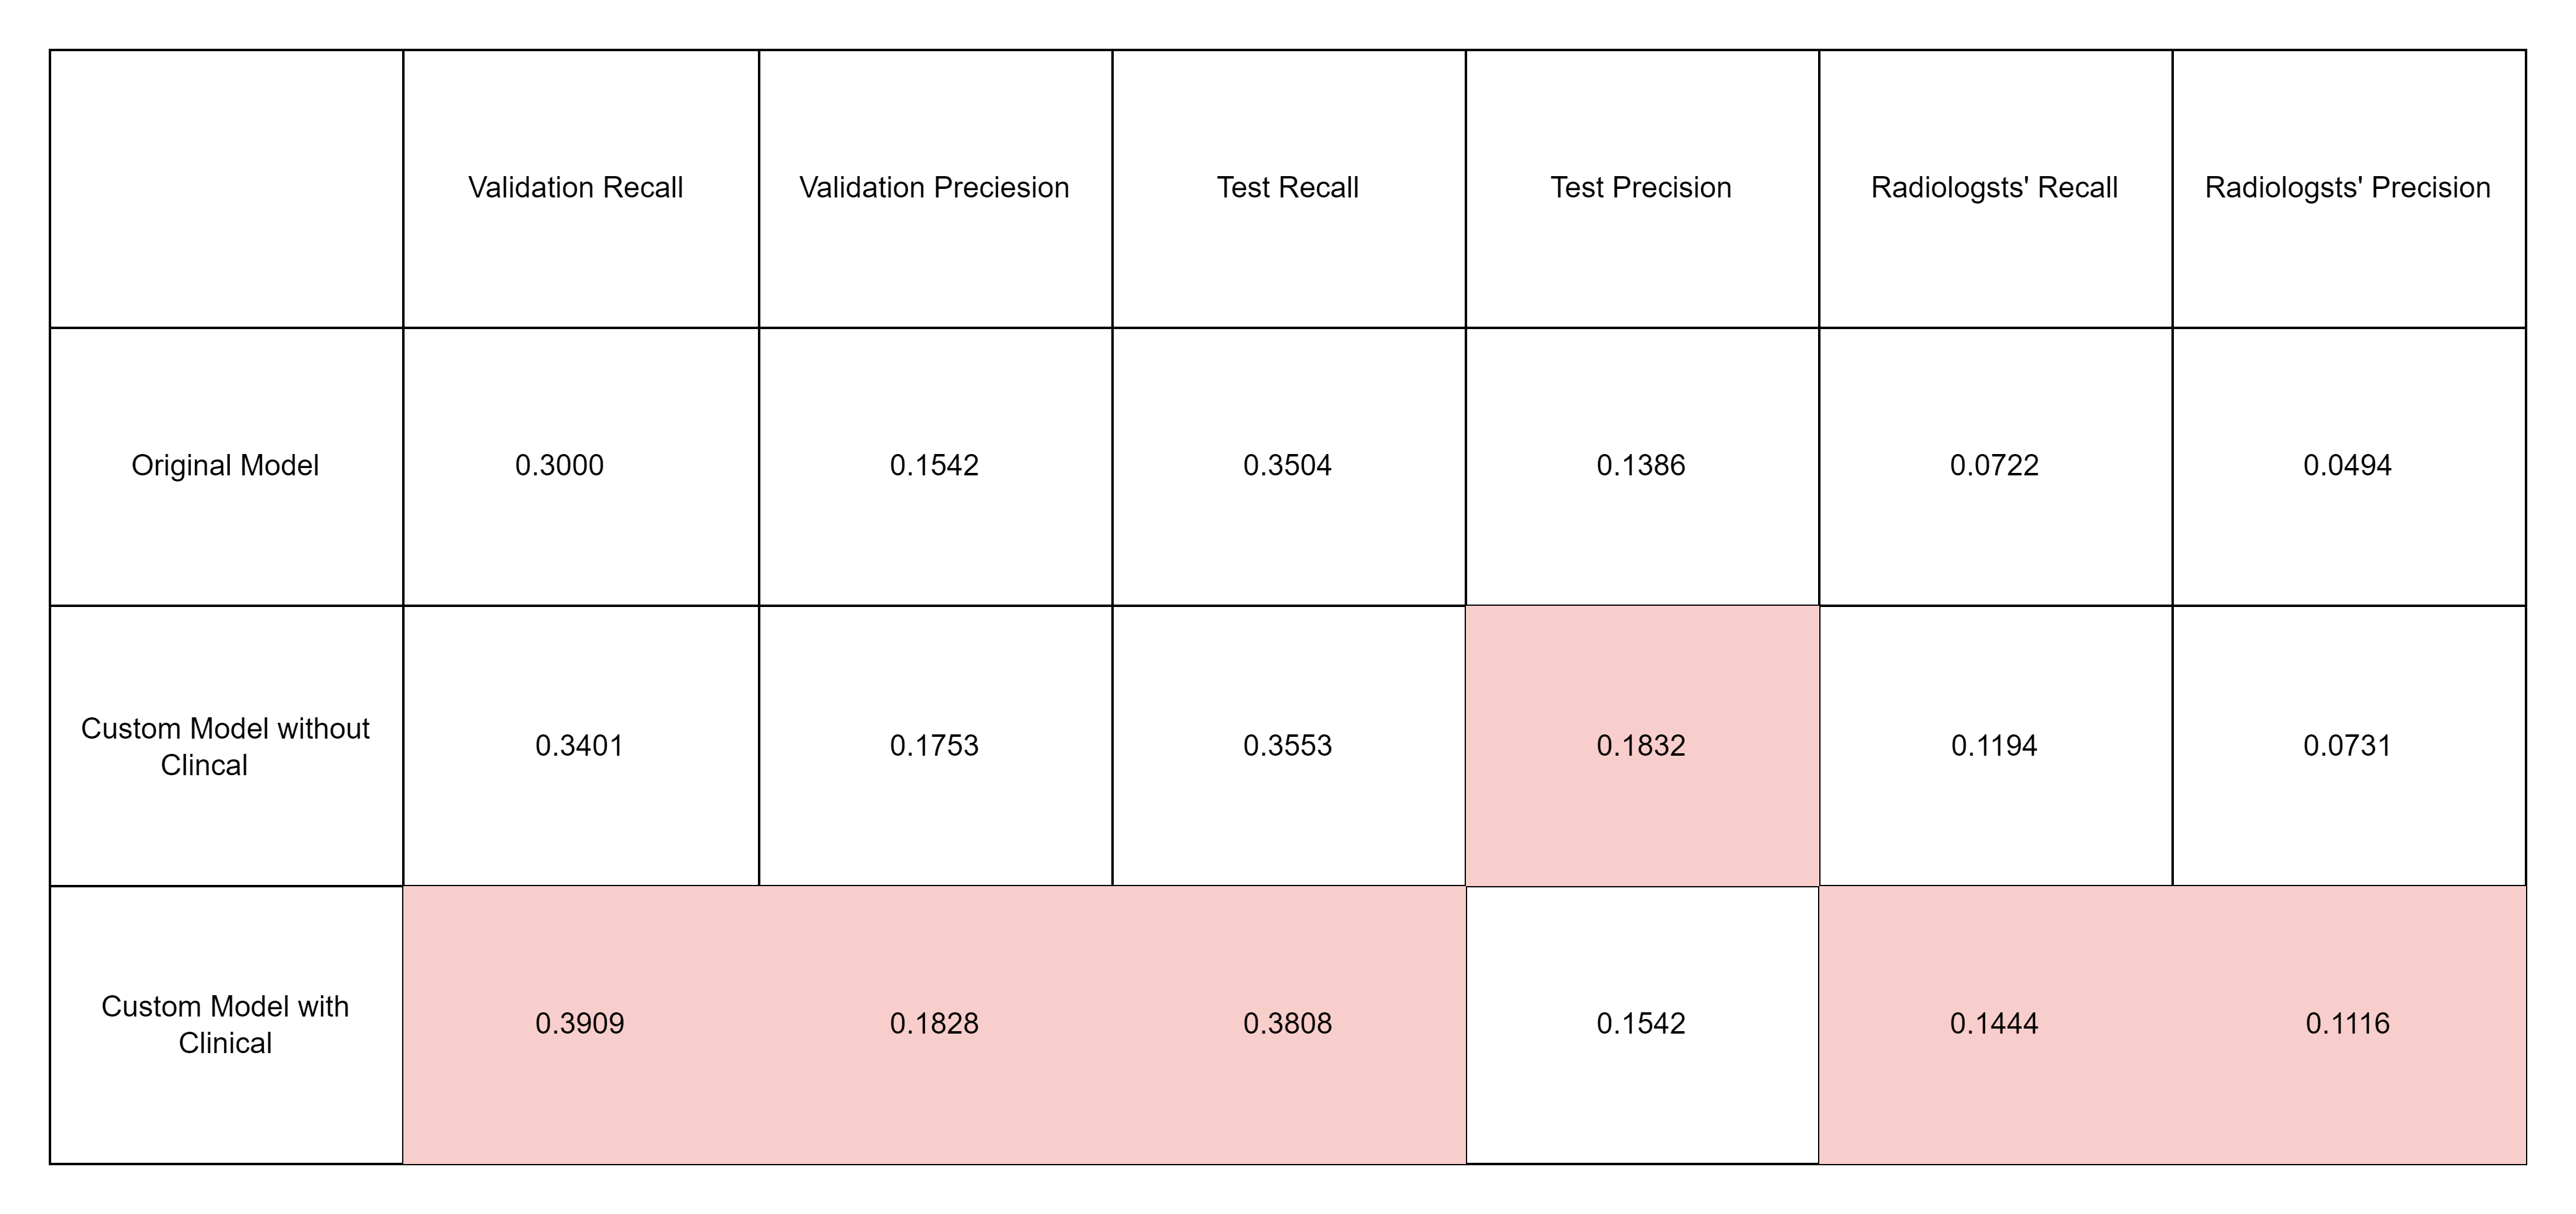 Validation Recall
Validation Preciesion
Test Recall
Test Precision
Radiologsts' Recall
Radiologsts' Precision
Original Model
0.3000
0.1542
0.3504
0.1386
0.0722
0.0494
Custom Model without
Clincal
0.3401
0.1753
0.3553
0.1832
0.1194
0.0731
Custom Model with
Clinical
0.3909
0.1828
0.3808
0.1542
0.1444
0.1116